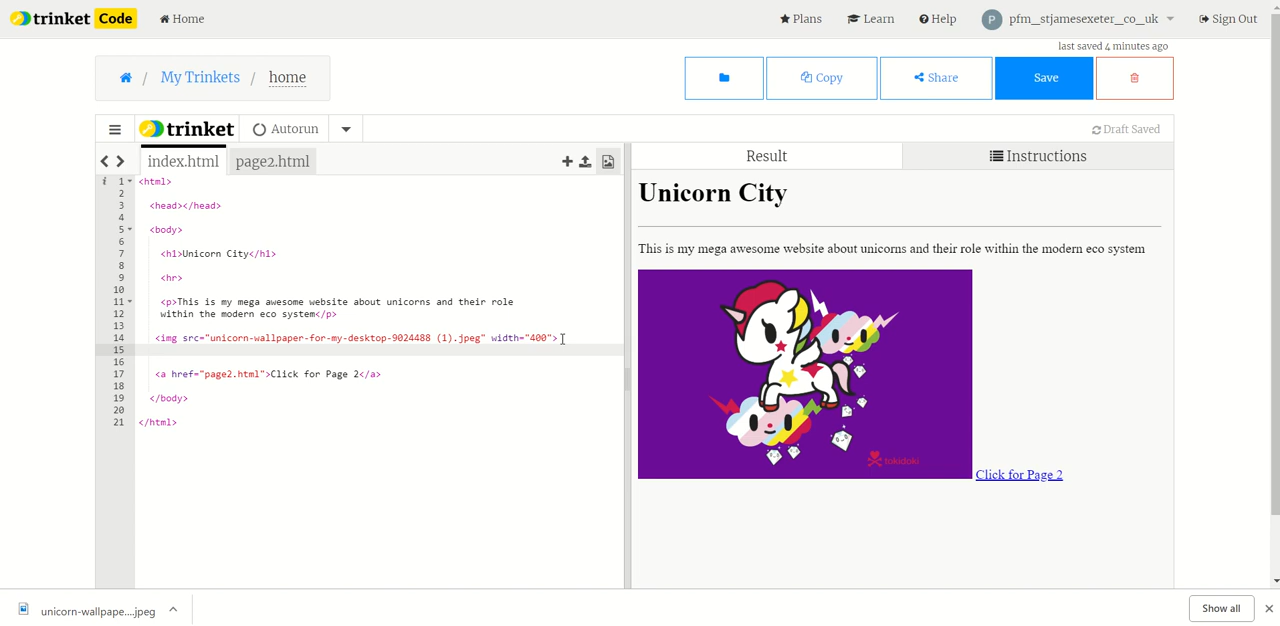 trinket Code Home Plans Learn Help P pfm_stjamesexeter_co_uk Sign Out
last saved 4 minutes ago
/ My Trinkets / home Copy Share Save
trinket Autorun Draft Saved
index.html page2.html Result Instructions
i 1 <html>
2
3 <head></head>
4
5 <body>
6
7 <h1>Unicorn City</h1>
8
9 <hr>
10
11 <p>This is my mega awesome website about unicorns and their role
12 within the modern eco system</p>
13
14 <img src="unicorn-wallpaper-for-my-desktop-9024488 (1).jpeg" width="400">
15
16
17 <a href="page2.html">Click for Page 2</a>
18
19 </body>
20
21 </html>
Unicorn City
This is my mega awesome website about unicorns and their role within the modern eco system
tokidoki
Click for Page 2
unicorn-wallpape....jpeg Show all